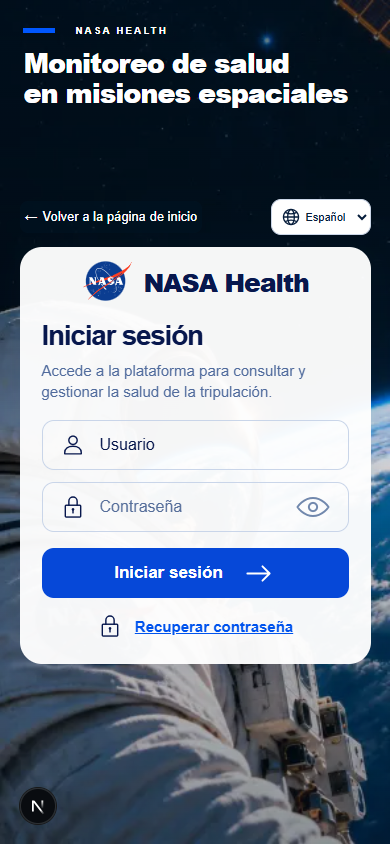 NASA HEALTH
Monitoreo de salud
en misiones espaciales
← Volver a la página de inicio
Español
NASA
NASA Health
Iniciar sesión
Accede a la plataforma para consultar y
gestionar la salud de la tripulación.
Usuario
Contraseña
Iniciar sesión →
Recuperar contraseña
N